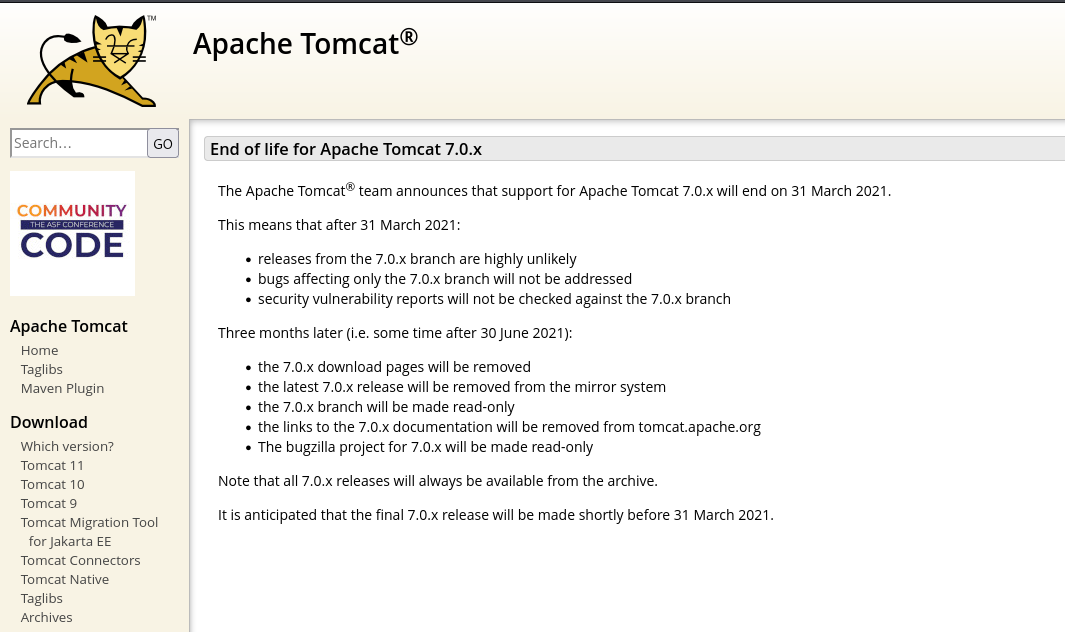 TM
Apache Tomcat®
Search...
GO
COMMUNITY
THE ASF CONFERENCE
CODE
Apache Tomcat
Home
Taglibs
Maven Plugin
Download
Which version?
Tomcat 11
Tomcat 10
Tomcat 9
Tomcat Migration Tool
for Jakarta EE
Tomcat Connectors
Tomcat Native
Taglibs
Archives
End of life for Apache Tomcat 7.0.x
The Apache Tomcat® team announces that support for Apache Tomcat 7.0.x will end on 31 March 2021.
This means that after 31 March 2021:
• releases from the 7.0.x branch are highly unlikely
• bugs affecting only the 7.0.x branch will not be addressed
• security vulnerability reports will not be checked against the 7.0.x branch
Three months later (i.e. some time after 30 June 2021):
• the 7.0.x download pages will be removed
• the latest 7.0.x release will be removed from the mirror system
• the 7.0.x branch will be made read-only
• the links to the 7.0.x documentation will be removed from tomcat.apache.org
• The bugzilla project for 7.0.x will be made read-only
Note that all 7.0.x releases will always be available from the archive.
It is anticipated that the final 7.0.x release will be made shortly before 31 March 2021.